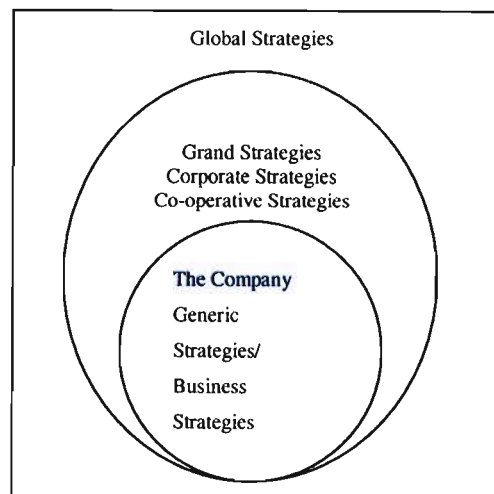 Global Strategies
Grand Strategies
Corporate Strategies
Co-operative Strategies
The Company
Generic
Strategies/
Business
Strategies